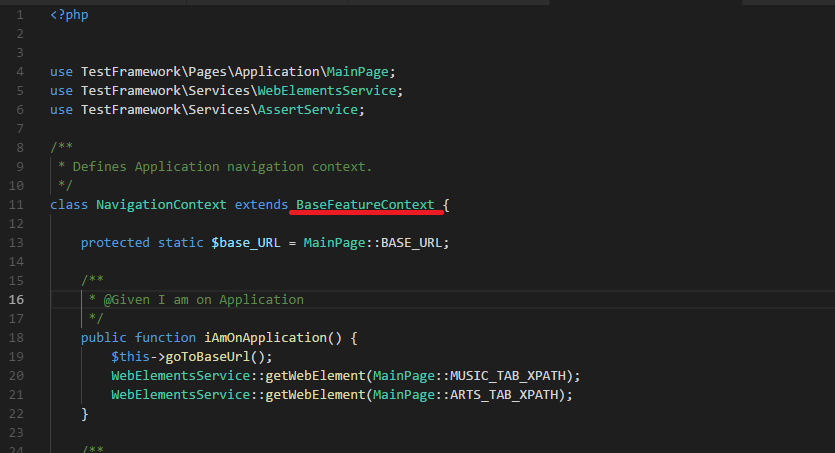 1 <?php
2
3
4 use TestFramework\Pages\Application\MainPage;
5 use TestFramework\Services\WebElementsService;
6 use TestFramework\Services\AssertService;
7
8 /**
9 * Defines Application navigation context.
10 */
11 class NavigationContext extends BaseFeatureContext {
12
13 protected static $base_URL = MainPage::BASE_URL;
14
15 /**
16 * @Given I am on Application
17 */
18 public function iAmOnApplication() {
19 $this->goToBaseUrl();
20 WebElementsService::getWebElement(MainPage::MUSIC_TAB_XPATH);
21 WebElementsService::getWebElement(MainPage::ARTS_TAB_XPATH);
22 }
23
24 /**